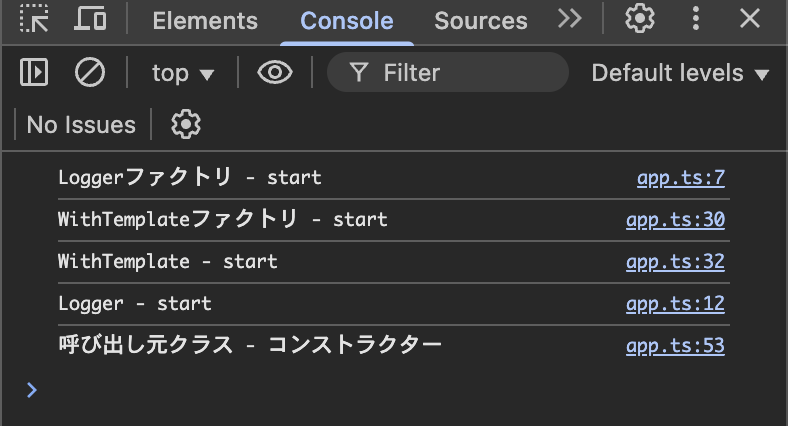 Elements Console Sources
top Filter Default levels
No Issues
Loggerファクトリ - start app.ts:7
WithTemplateファクトリ - start app.ts:30
WithTemplate - start app.ts:32
Logger - start app.ts:12
呼び出し元クラス - コンストラクター app.ts:53